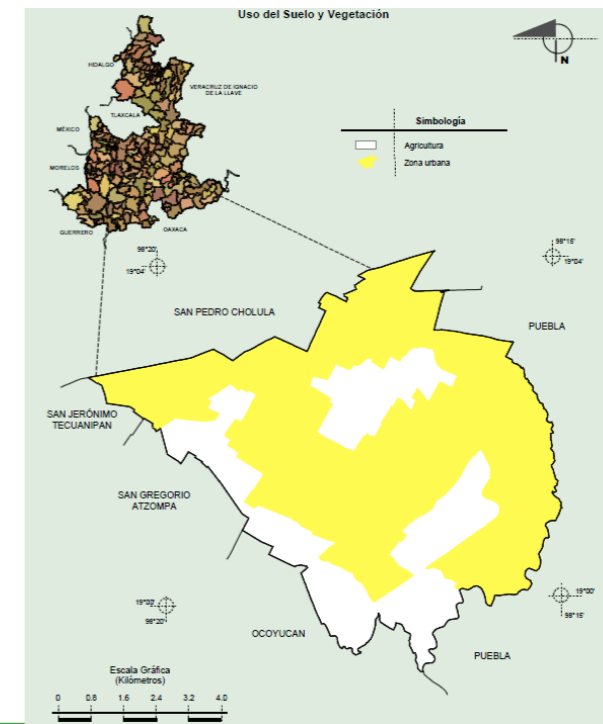 Uso del Suelo y Vegetación
N
HIDALGO
VERACRUZ DE IGNACIO
DE LA LLAVE
TLAXCALA
MÉXICO
MORELOS
GUERRERO
OAXACA
Simbología
Agricultura
Zona urbana
98°20'
19°04'
98°15'
19°04'
SAN PEDRO CHOLULA
PUEBLA
SAN JERÓNIMO
TECUANIPAN
SAN GREGORIO
ATZOMPA
19°00'
98°20'
19°00'
98°15'
OCOYUCAN
PUEBLA
Escala Gráfica
(Kilómetros)
0 0.8 1.6 2.4 3.2 4.0